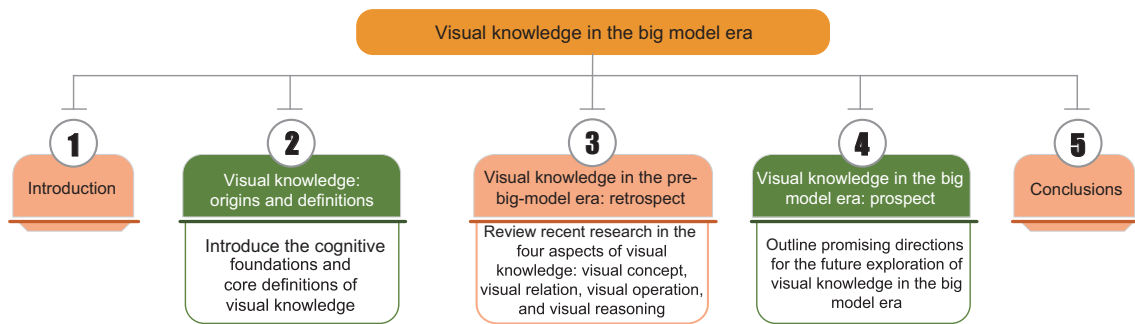 Visual knowledge in the big model era
1
Introduction
2
Visual knowledge:
origins and definitions
Introduce the cognitive
foundations and
core definitions of
visual knowledge
3
Visual knowledge in the pre-
big-model era: retrospect
Review recent research in the
four aspects of visual
knowledge: visual concept,
visual relation, visual operation,
and visual reasoning
4
Visual knowledge in the big
model era: prospect
Outline promising directions
for the future exploration of
visual knowledge in the big
model era
5
Conclusions